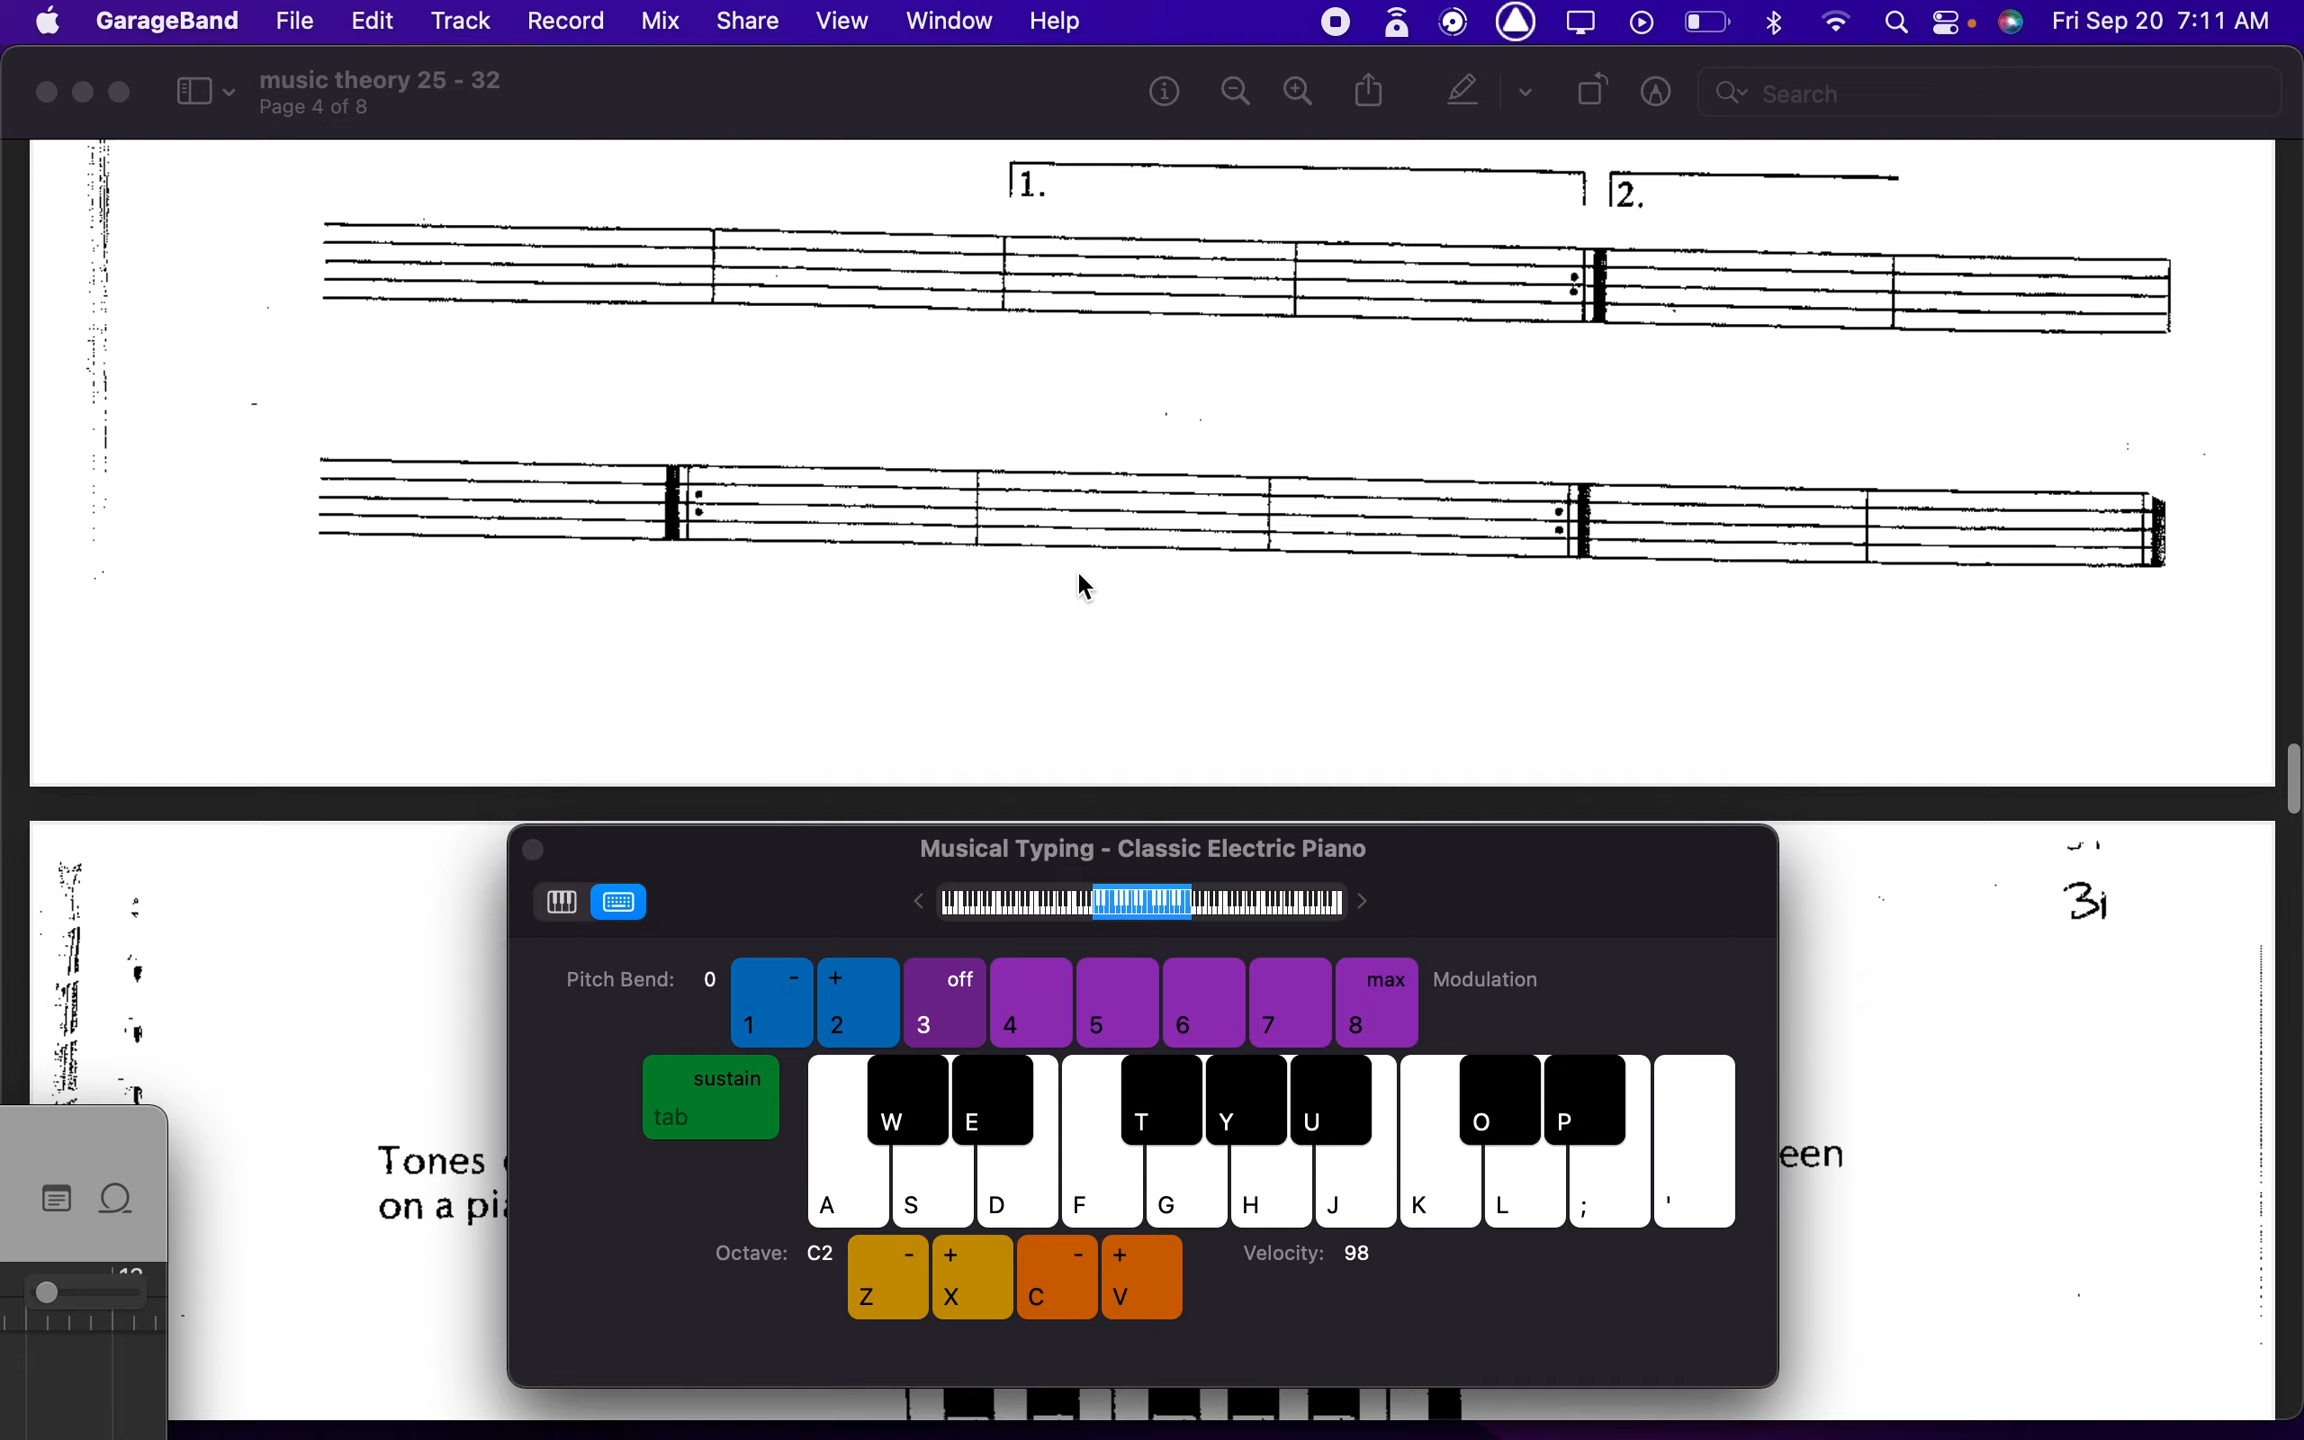 GarageBand File Edit Track Record Mix Share View Window Help Fri Sep 20 7:11 AM
music theory 25 - 32
Page 4 of 8
Search
1.
2.
Musical Typing - Classic Electric Piano
Pitch Bend: 0
- + off max
1 2 3 4 5 6 7 8
Modulation
sustain
tab
W E T Y U O P
A S D F G H J K L ; '
Octave: C2
- + - +
Z X C V
Velocity: 98
Tones
on a
een